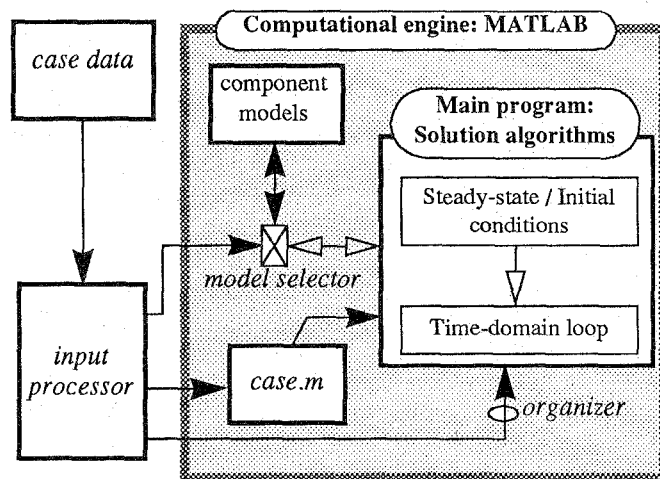 Computational engine: MATLAB
case data
component
models
Main program:
Solution algorithms
Steady-state / Initial
conditions
model selector
Time-domain loop
input
processor
case.m
organizer